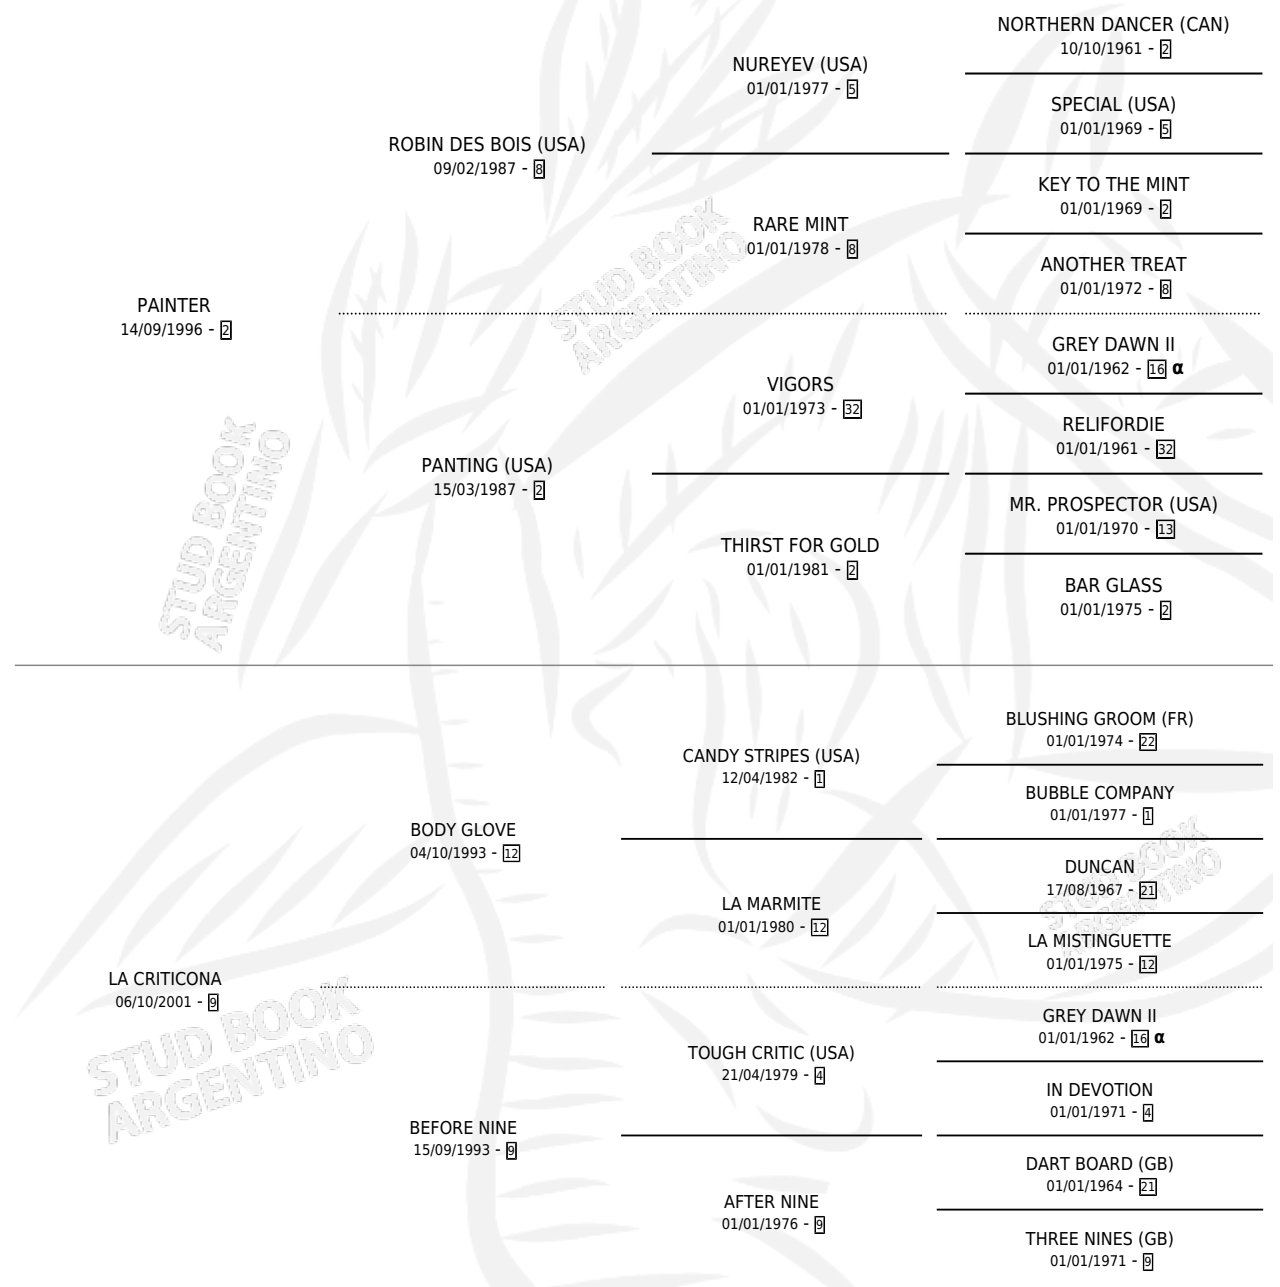 NORTHERN DANCER (CAN)
10/10/1961 - 2
NUREYEV (USA)
01/01/1977 - 5
SPECIAL (USA)
01/01/1969 - 5
ROBIN DES BOIS (USA)
09/02/1987 - 8
KEY TO THE MINT
01/01/1969 - 2
RARE MINT
01/01/1978 - 8
ANOTHER TREAT
01/01/1972 - 8
PAINTER
14/09/1996 - 2
GREY DAWN II
01/01/1962 - 16 α
VIGORS
01/01/1973 - 32
RELIFORDIE
01/01/1961 - 32
PANTING (USA)
15/03/1987 - 2
MR. PROSPECTOR (USA)
01/01/1970 - 13
THIRST FOR GOLD
01/01/1981 - 2
BAR GLASS
01/01/1975 - 2
BLUSHING GROOM (FR)
01/01/1974 - 22
CANDY STRIPES (USA)
12/04/1982 - 1
BUBBLE COMPANY
01/01/1977 - 1
BODY GLOVE
04/10/1993 - 12
DUNCAN
17/08/1967 - 21
LA MARMITE
01/01/1980 - 12
LA MISTINGUETTE
01/01/1975 - 12
LA CRITICONA
06/10/2001 - 9
GREY DAWN II
01/01/1962 - 16 α
TOUGH CRITIC (USA)
21/04/1979 - 4
IN DEVOTION
01/01/1971 - 4
BEFORE NINE
15/09/1993 - 9
DART BOARD (GB)
01/01/1964 - 21
AFTER NINE
01/01/1976 - 9
THREE NINES (GB)
01/01/1971 - 9
STUD BOOK
ARGENTINO
STUD BOOK
ARGENTINO
STUD BOOK
ARGENTINO
STUD BOOK
ARGENTINO